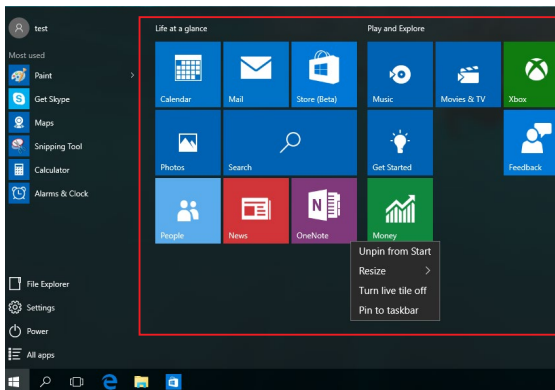 test
Most used
Paint
Get Skype
Maps
Snipping Tool
Calculator
Alarms & Clock
File Explorer
Settings
Power
All apps
Life at a glance
Calendar
Mail
Store (Beta)
Photos
Search
People
News
OneNote
Play and Explore
Music
Movies & TV
Xbox
Get Started
Feedback
Money
Unpin from Start
Resize
Turn live tile off
Pin to taskbar